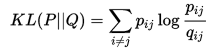 $KL(P||Q) = \sum_{i \neq j} p_{ij} \log \frac{p_{ij}}{q_{ij}}$